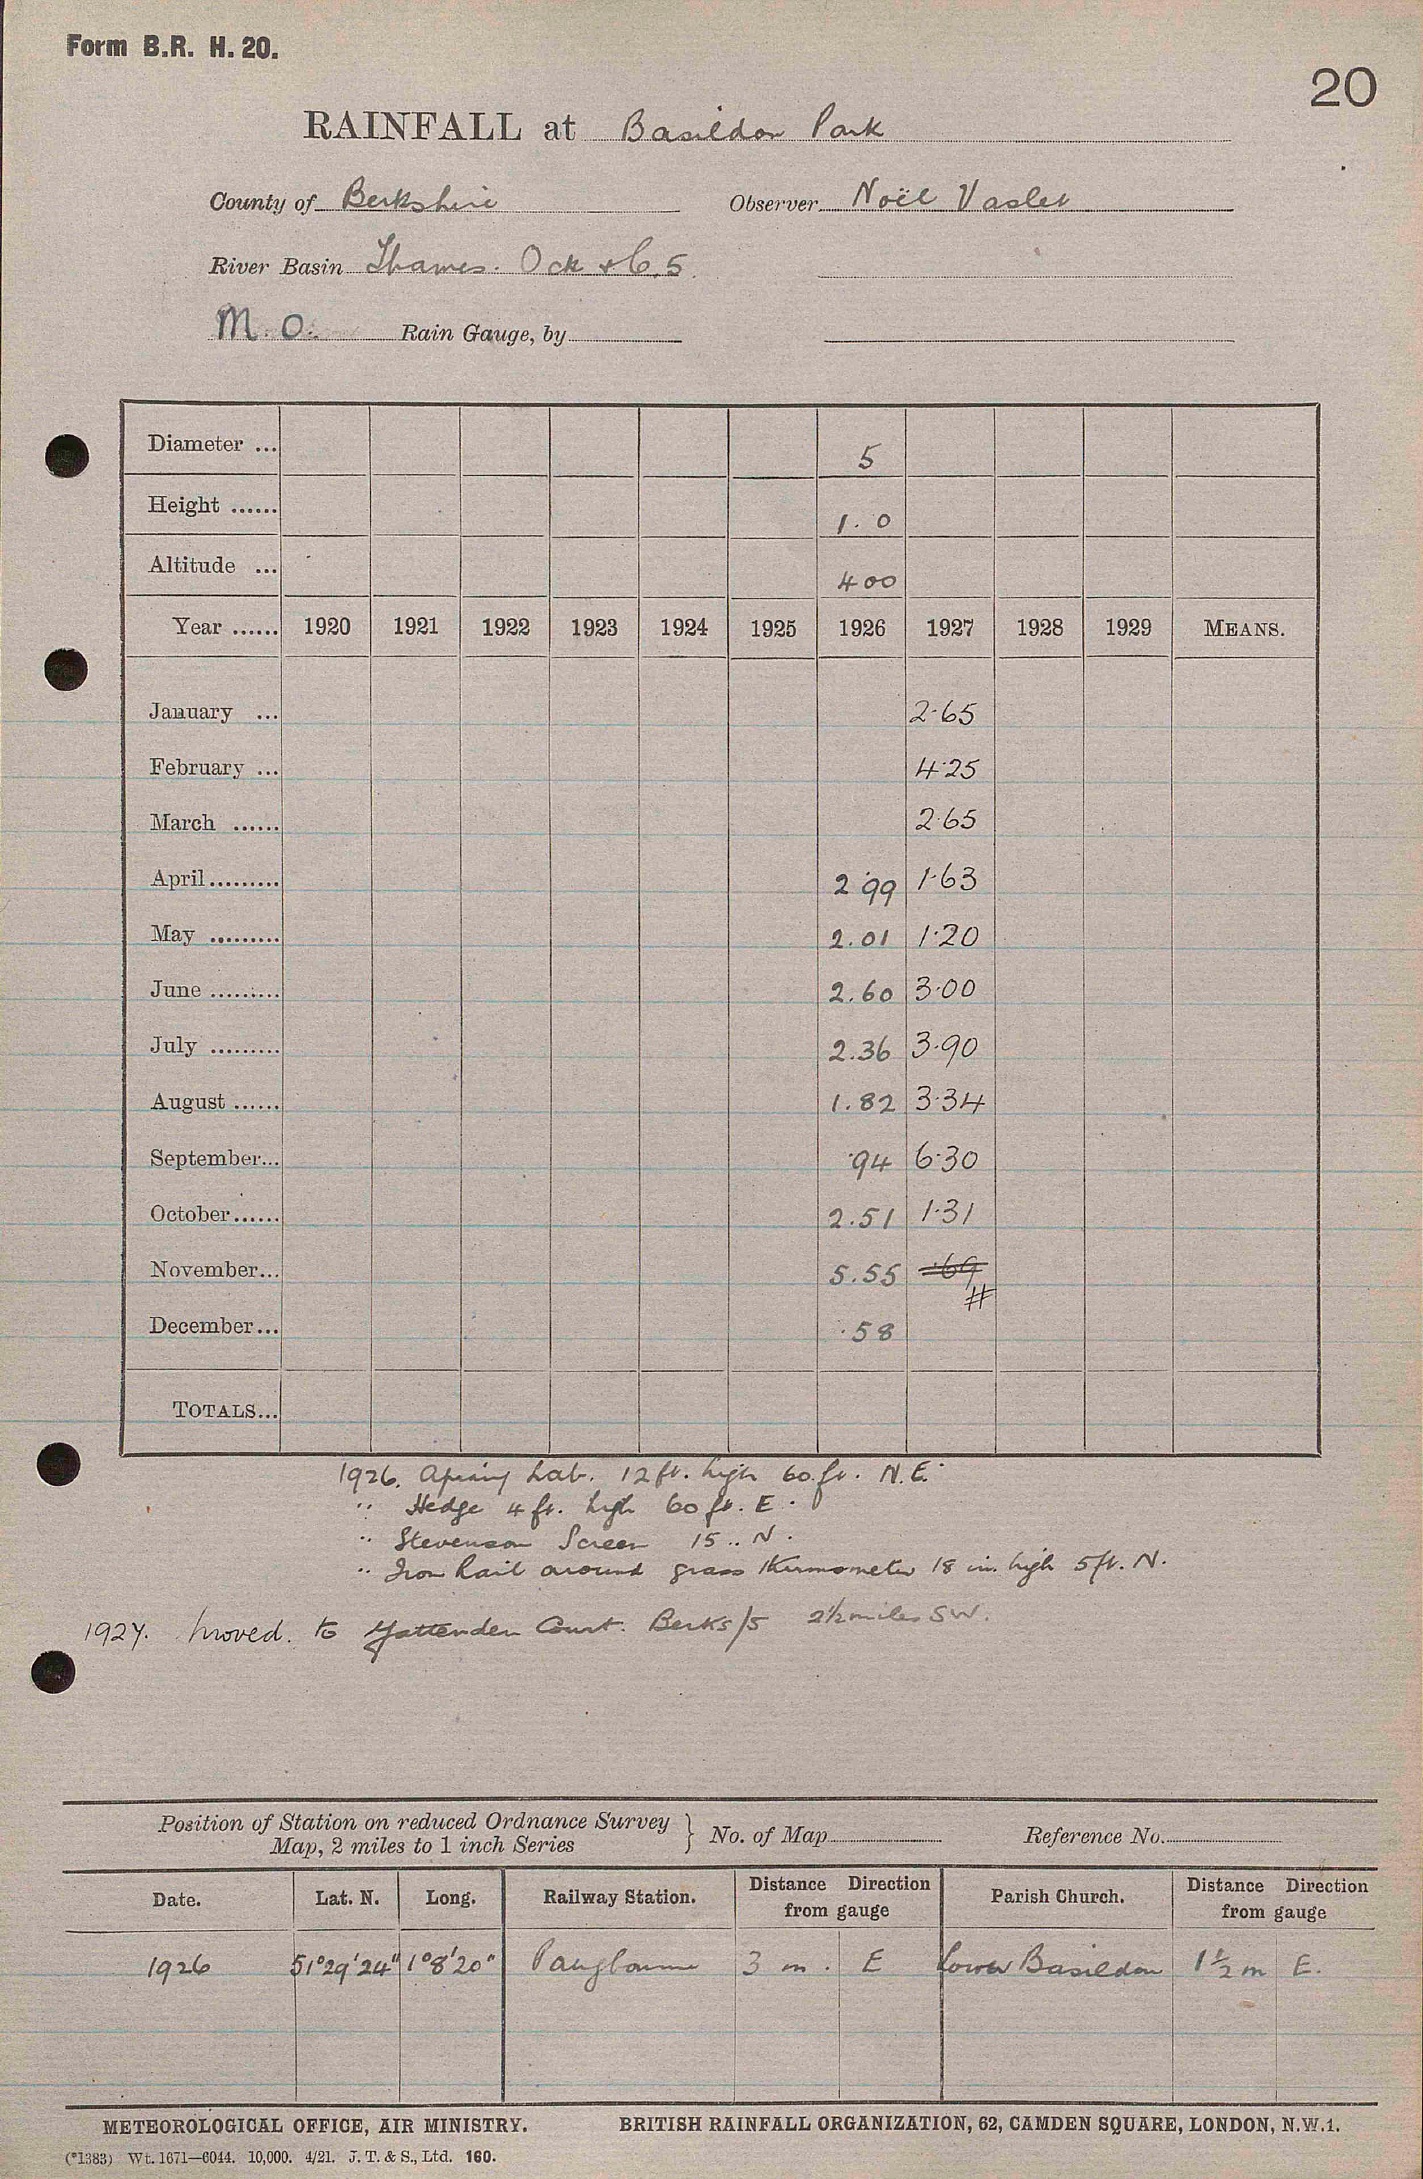 Form B.R. H. 20.
20
RAINFALL at Basildon Park
County of Berkshire Observer Noël Vaslet
River Basin Thames. Ock & C. 5.
M. O. Rain Gauge, by
Diameter ... 5
Height ...... 1. 0
Altitude ... 400
Year ...... 1920 1921 1922 1923 1924 1925 1926 1927 1928 1929 MEANS.
January ... 2·65
February ... 4·25
March ...... 2·65
April......... 2·99 1·63
May ......... 2.01 1·20
June ......... 2.60 3·00
July ......... 2.36 3·90
August ...... 1.82 3·34
September... ·94 6·30
October...... 2.51 1·31
November... 5.55 ·69
#
December... ·58
TOTALS...
1926. Apiary hab. 12 ft. high 60 ft. N.E.
" Hedge 4 ft. high 60 ft. E.
" Stevenson Screen 15 .. N.
" Iron Rail around grass thermometer 18 in. high 5 ft. N.
1927. moved. to Yattenden Court. Berks/5 2½ miles SW.
Position of Station on reduced Ordnance Survey
Map, 2 miles to 1 inch Series } No. of Map Reference No.
Date. Lat. N. Long. Railway Station. Distance Direction from gauge Parish Church. Distance Direction from gauge
1926 51°29'24" 1°8'20" Pangbourne 3 m. E Lower Basildon 1½ m E.
METEOROLOGICAL OFFICE, AIR MINISTRY. BRITISH RAINFALL ORGANIZATION, 62, CAMDEN SQUARE, LONDON, N.W.1.
(*1383) Wt. 1671—6044. 10,000. 4/21. J. T. & S., Ltd. 160.